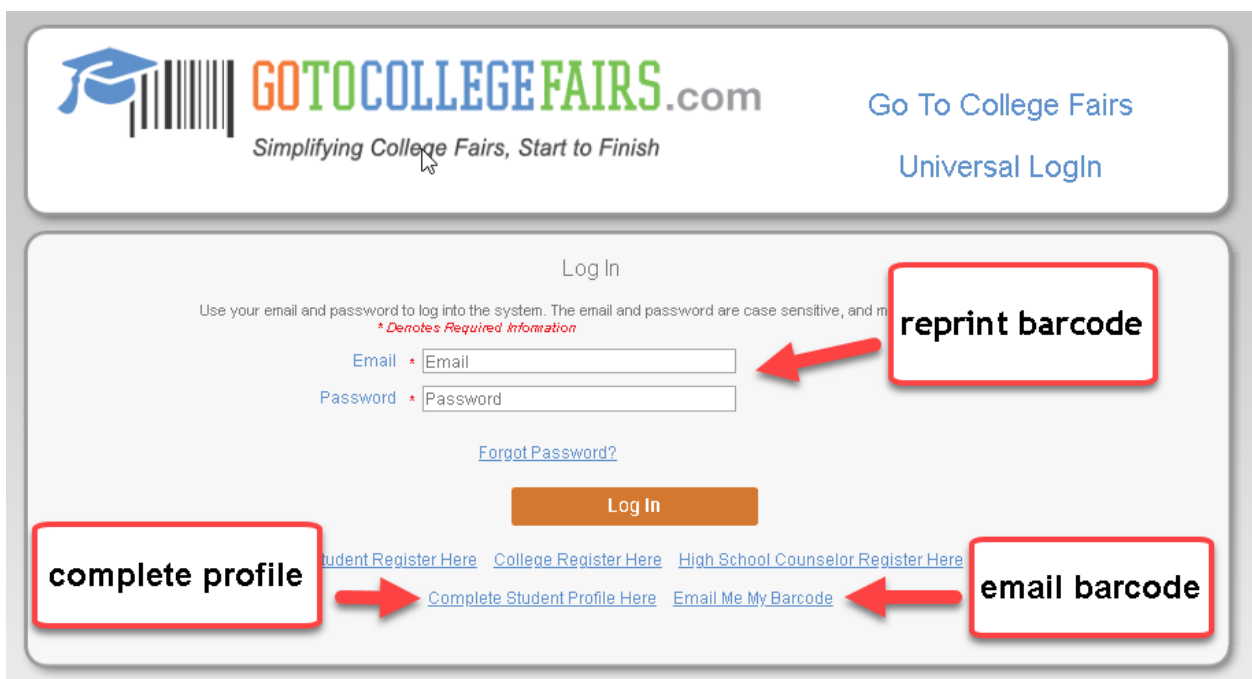 GOTOCOLLEGEFAIRS.com
Simplifying College Fairs, Start to Finish
Go To College Fairs
Universal LogIn
Log In
Use your email and password to log into the system. The email and password are case sensitive, and
* Denotes Required Information
reprint barcode
Email * Email
Password * Password
Forgot Password?
Log In
complete profile
Register Here College Register Here High School Counselor Register Here
Complete Student Profile Here Email Me My Barcode
email barcode